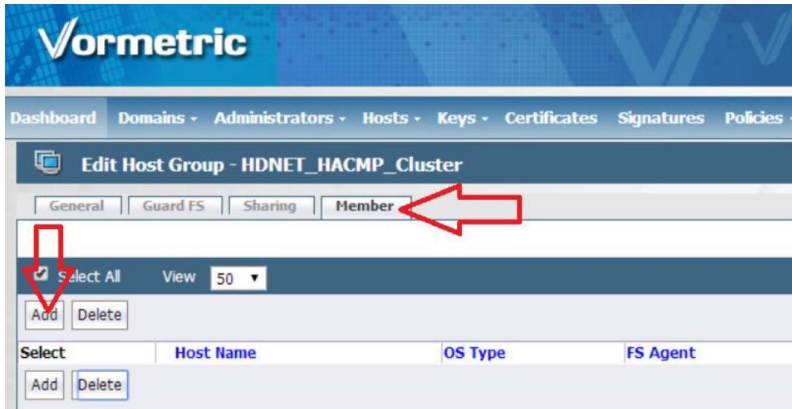 Vormetric
Dashboard Domains Administrators Hosts Keys Certificates Signatures Policies
Edit Host Group - HDNET_HACMP_Cluster
General Guard FS Sharing Member
Select All View 50
Add Delete
Select Host Name OS Type FS Agent
Add Delete